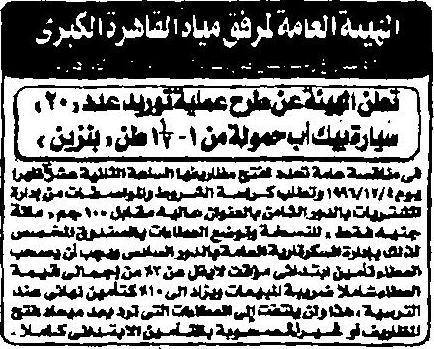 الهيئة العامة لمرفق مياه القاهرة الكبرى
تعلن الهيئة عن طرح عملية توريد عدد «٢٠»
سيارة بيك أب حمولة من ١ - ١½ طن «بنزين»
فى مناقصة عامة تحدد لفتح مظاريفها الساعة الثانية عشر ظهرا
يوم ١٩٩٦/١٢/٤ وتطلب كراسة الشروط والمواصفات من إدارة
المشتريات بالدور الثامن بالعنوان عاليه مقابل ١٠٠ جم «مائة
جنيه فقط» للنسخة وتوضع العطاءات بالصندوق المخصص
لذلك بإدارة السكرتارية العامة بالدور السادس ويجب أن يصحب
العطاء تأمين ابتدائى مؤقت لايقل عن ٢٪ من إجمالى قيمة
العطاء شاملا ضريبة المبيعات ويزاد الى ١٠٪ كتأمين نهائى عند
الترسية، هذا ولن يلتفت إلى العطاءات التى ترد بعد ميعاد فتح
المظاريف أو غير المصحوبة بالتأمين الابتدائى كاملا.